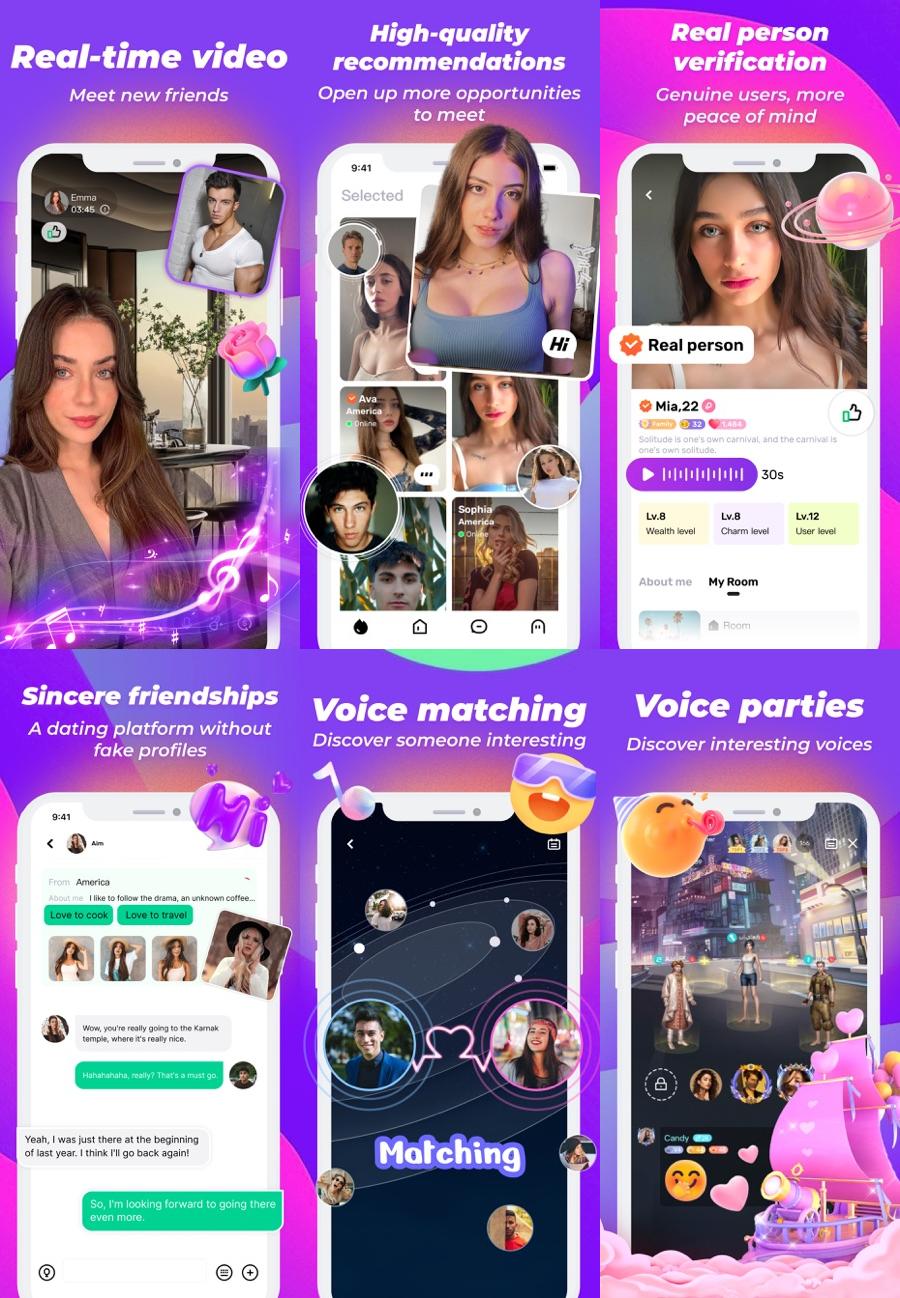 Real-time video
Meet new friends
Emma
03:45
High-quality
recommendations
Open up more opportunities
to meet
9:41
Selected
Hi
Ava
America
Online
Sophia
America
Online
Real person
verification
Genuine users, more
peace of mind
Real person
Mia,22
Family
32
1,484
Solitude is one's own carnival, and the carnival is
one's own solitude.
30s
Lv.8
Wealth level
Lv.8
Charm level
Lv.12
User level
About me
My Room
Room
Sincere friendships
A dating platform without
fake profiles
9:41
Hi
Aim
From America
About me I like to follow the drama, an unknown coffee...
Love to cook
Love to travel
Wow, you're really going to the Karnak
temple, where it's really nice.
Hahahahaha, really? That's a must go.
Yeah, I was just there at the beginning
of last year. I think I'll go back again!
So, I'm looking forward to going there
even more.
Voice matching
Discover someone interesting
Matching
Voice parties
Discover interesting voices
166
Candy